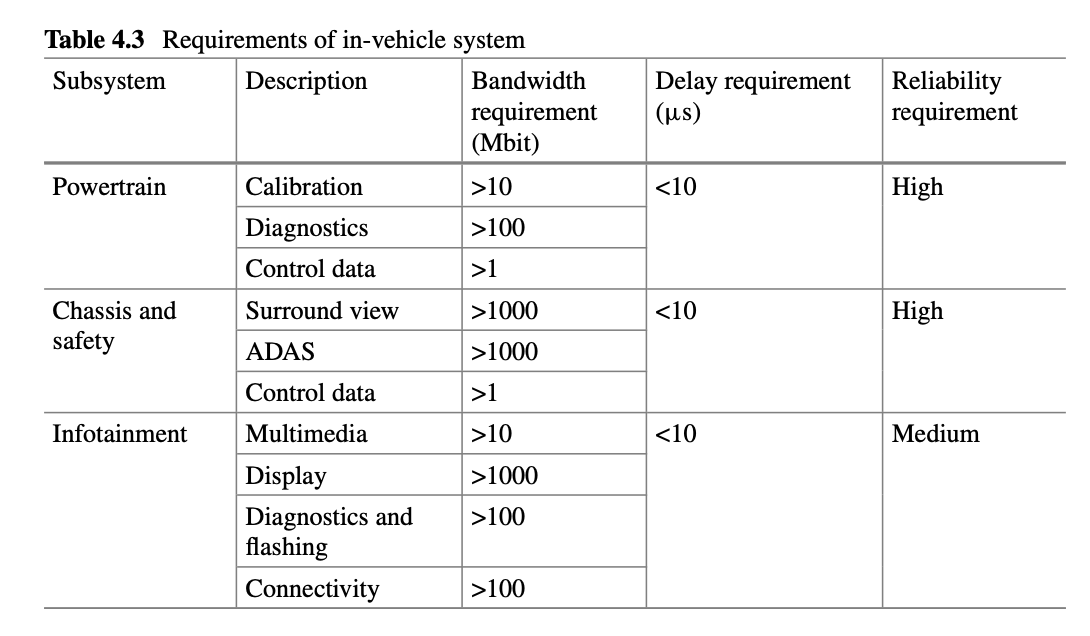 Table 4.3 Requirements of in-vehicle system
Subsystem Description Bandwidth requirement (Mbit) Delay requirement (μs) Reliability requirement
Powertrain Calibration >10 <10 High
Diagnostics >100
Control data >1
Chassis and safety Surround view >1000 <10 High
ADAS >1000
Control data >1
Infotainment Multimedia >10 <10 Medium
Display >1000
Diagnostics and flashing >100
Connectivity >100